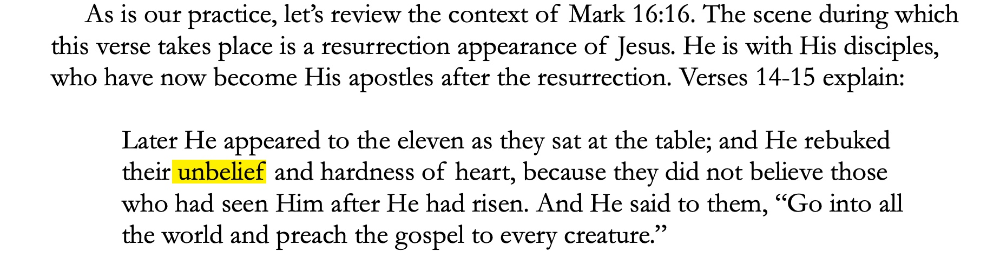 As is our practice, let’s review the context of Mark 16:16. The scene during which
this verse takes place is a resurrection appearance of Jesus. He is with His disciples,
who have now become His apostles after the resurrection. Verses 14-15 explain:
Later He appeared to the eleven as they sat at the table; and He rebuked
their unbelief and hardness of heart, because they did not believe those
who had seen Him after He had risen. And He said to them, “Go into all
the world and preach the gospel to every creature.”